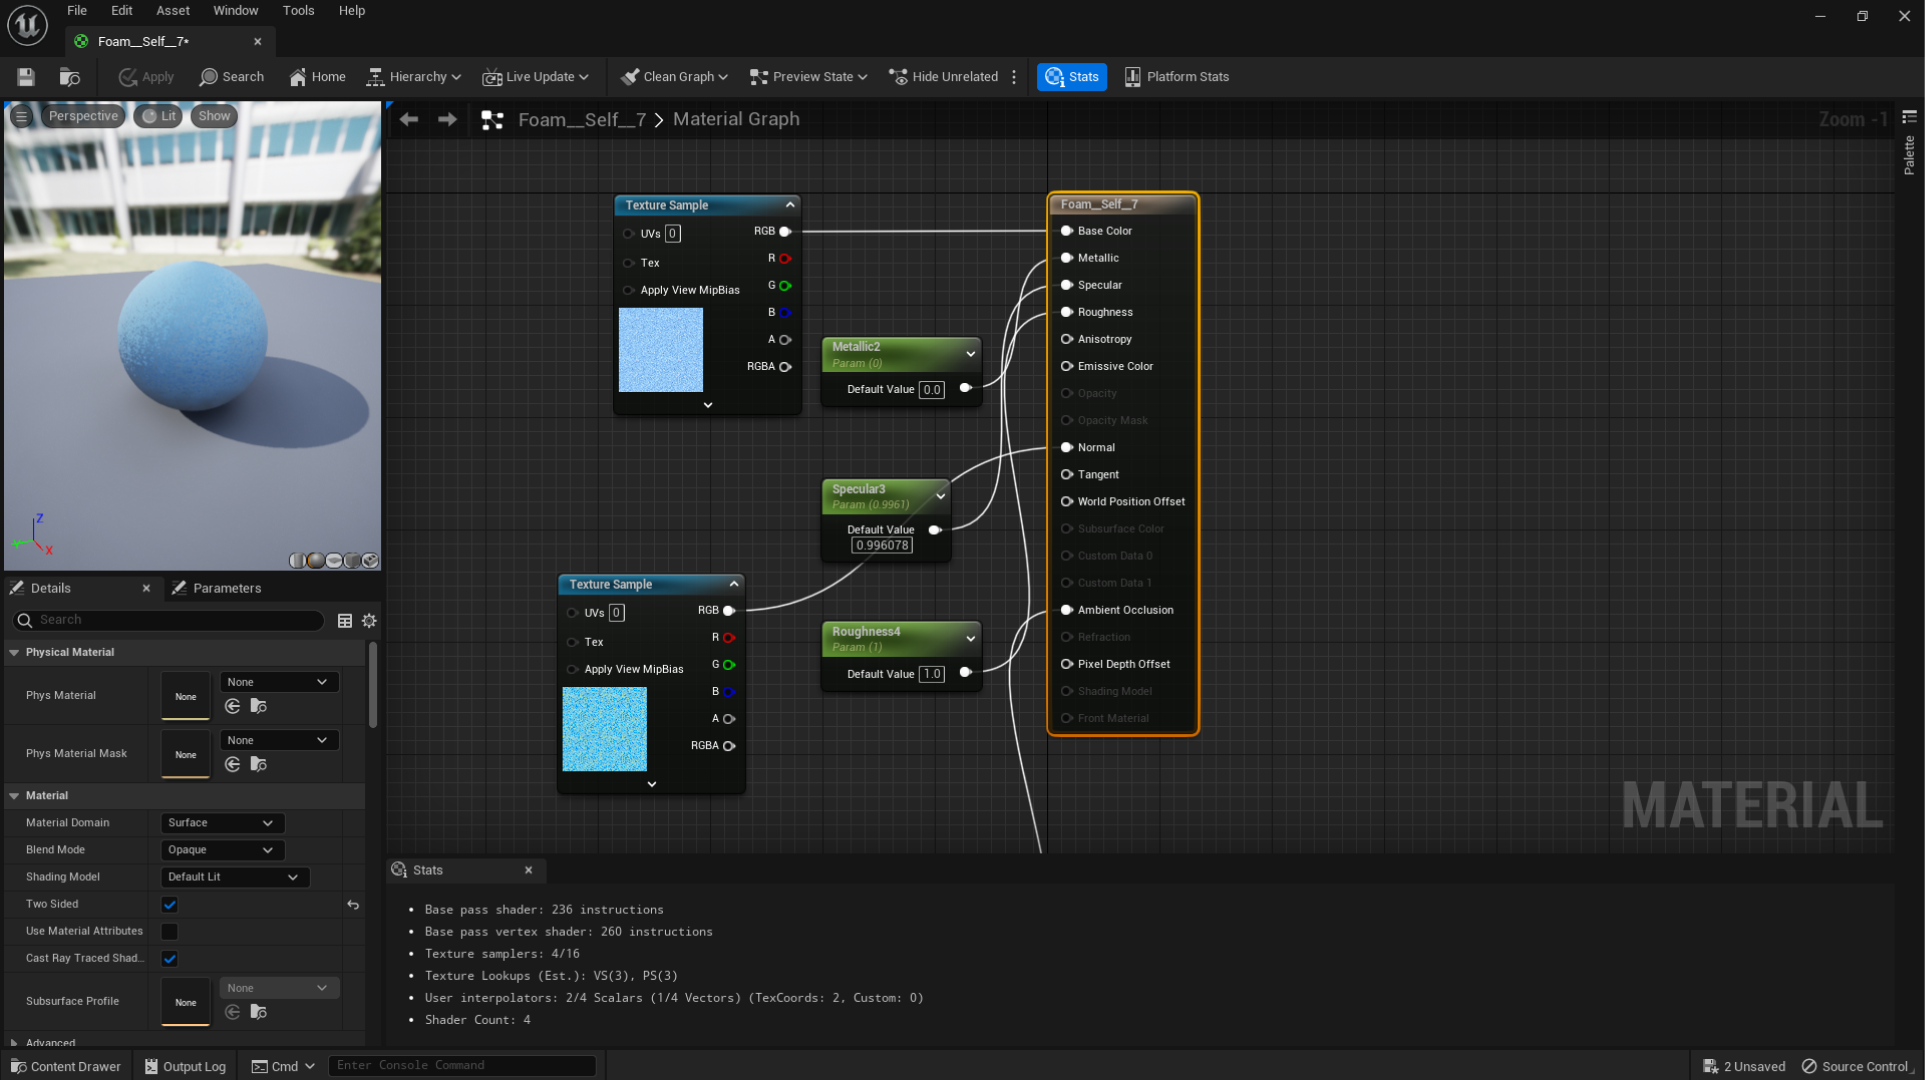 File Edit Asset Window Tools Help
Foam__Self__7*
Apply Search Home Hierarchy Live Update Clean Graph Preview State Hide Unrelated Stats Platform Stats
Perspective Lit Show
Foam__Self__7 > Material Graph
Zoom -1
Palette
Texture Sample
UVs 0 RGB
Tex R
Apply View MipBias G
B
A
RGBA
Metallic2
Param (0)
Default Value 0.0
Specular3
Param (0.9961)
Default Value
0.996078
Texture Sample
UVs 0 RGB
Tex R
Apply View MipBias G
B
A
RGBA
Roughness4
Param (1)
Default Value 1.0
Foam__Self__7
Base Color
Metallic
Specular
Roughness
Anisotropy
Emissive Color
Opacity
Opacity Mask
Normal
Tangent
World Position Offset
Subsurface Color
Custom Data 0
Custom Data 1
Ambient Occlusion
Refraction
Pixel Depth Offset
Shading Model
Front Material
MATERIAL
Z
X
Details Parameters
Search
Physical Material
Phys Material None None
Phys Material Mask None None
Material
Material Domain Surface
Blend Mode Opaque
Shading Model Default Lit
Two Sided
Use Material Attributes
Cast Ray Traced Shad...
Subsurface Profile None None
Advanced
Stats
• Base pass shader: 236 instructions
• Base pass vertex shader: 260 instructions
• Texture samplers: 4/16
• Texture Lookups (Est.): VS(3), PS(3)
• User interpolators: 2/4 Scalars (1/4 Vectors) (TexCoords: 2, Custom: 0)
• Shader Count: 4
Content Drawer Output Log Cmd Enter Console Command 2 Unsaved Source Control